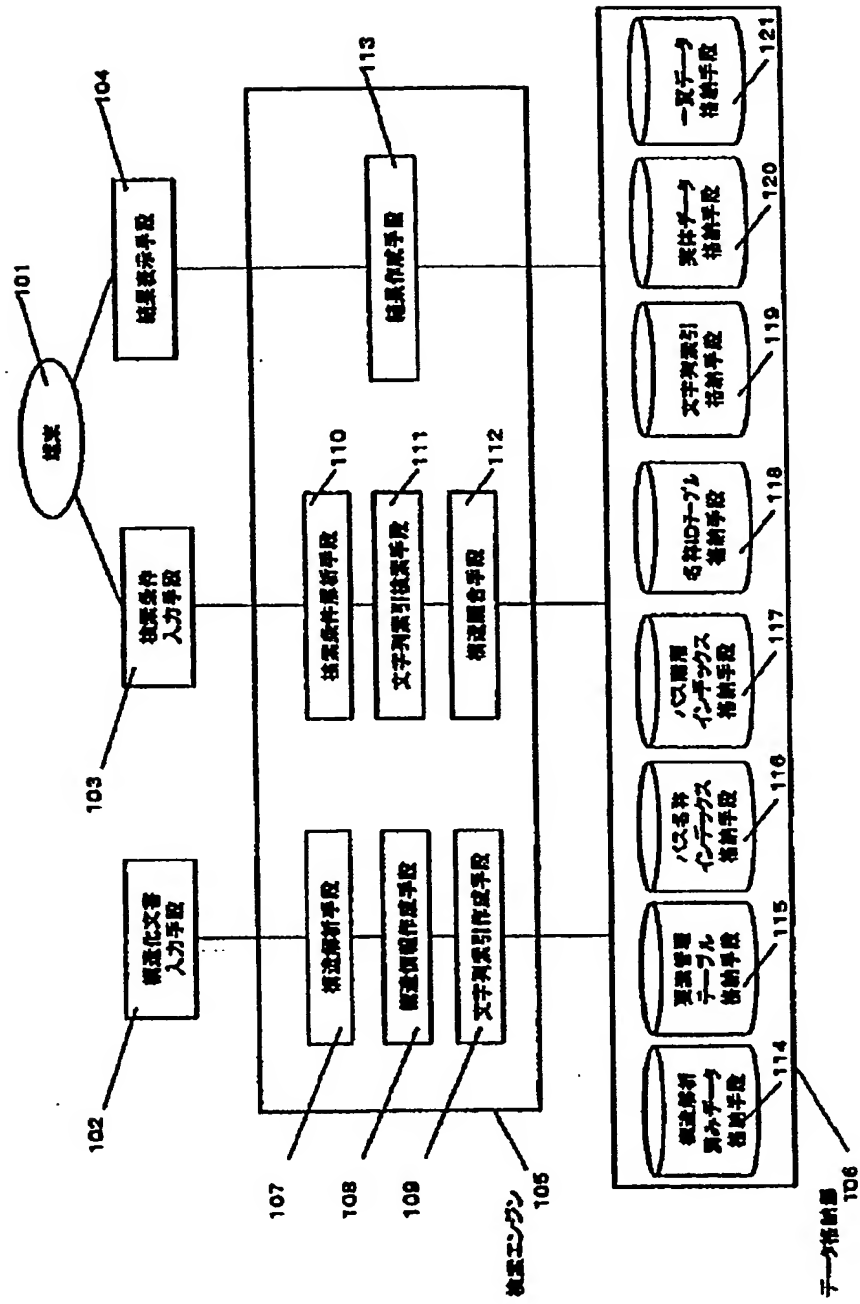 101
端末
104
結果表示手段
103
検索条件
入力手段
102
構造化文書
入力手段
113
結果作成手段
110
検索条件解析手段
111
文字列索引検索手段
112
構造照合手段
107
構造解析手段
108
構造情報作成手段
109
文字列索引作成手段
検索エンジン
105
構造解析
済みデータ
格納手段
114
要素管理
テーブル
格納手段
115
パス名称
インデックス
格納手段
116
パス階層
インデックス
格納手段
117
名称IDテーブル
格納手段
118
文字列索引
格納手段
119
実体データ
格納手段
120
一覧データ
格納手段
121
データ格納部
106